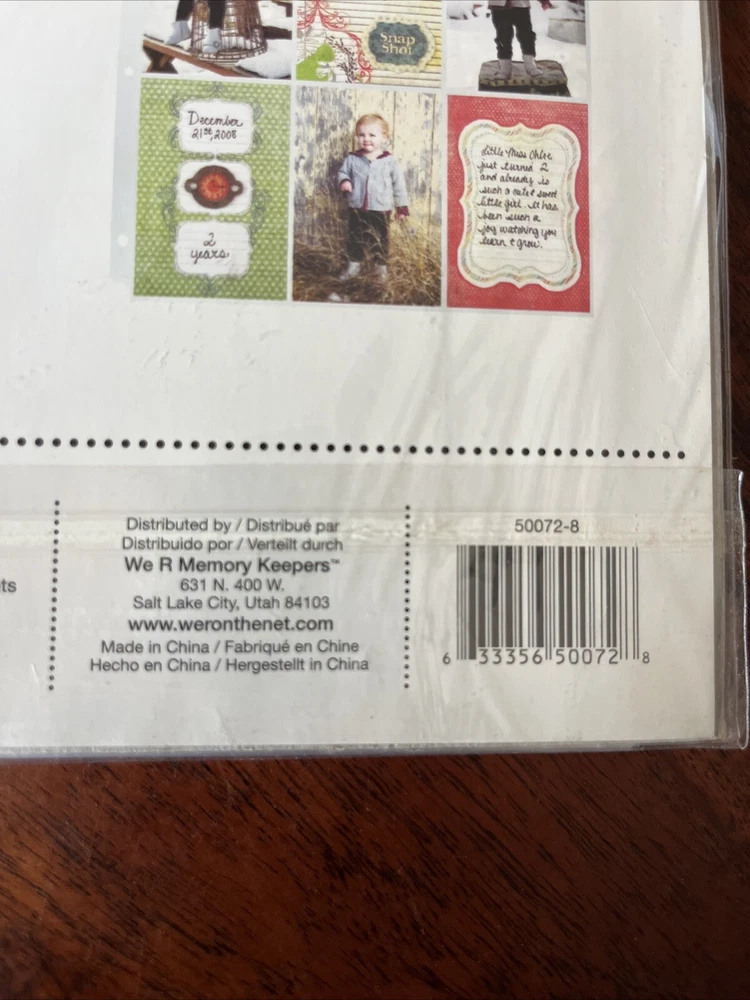 Snap
Shot
December
21st, 2008
2
years
Little Miss Chloe
just turned 2
and already is
such a cute & sweet
little girl. It has
been such a
joy watching you
learn & grow.
ts
Distributed by / Distribué par
Distribuido por / Verteilt durch
We R Memory Keepers™
631 N. 400 W.
Salt Lake City, Utah 84103
www.weronthenet.com
Made in China / Fabriqué en Chine
Hecho en China / Hergestellt in China
50072-8
6 33356 50072 8